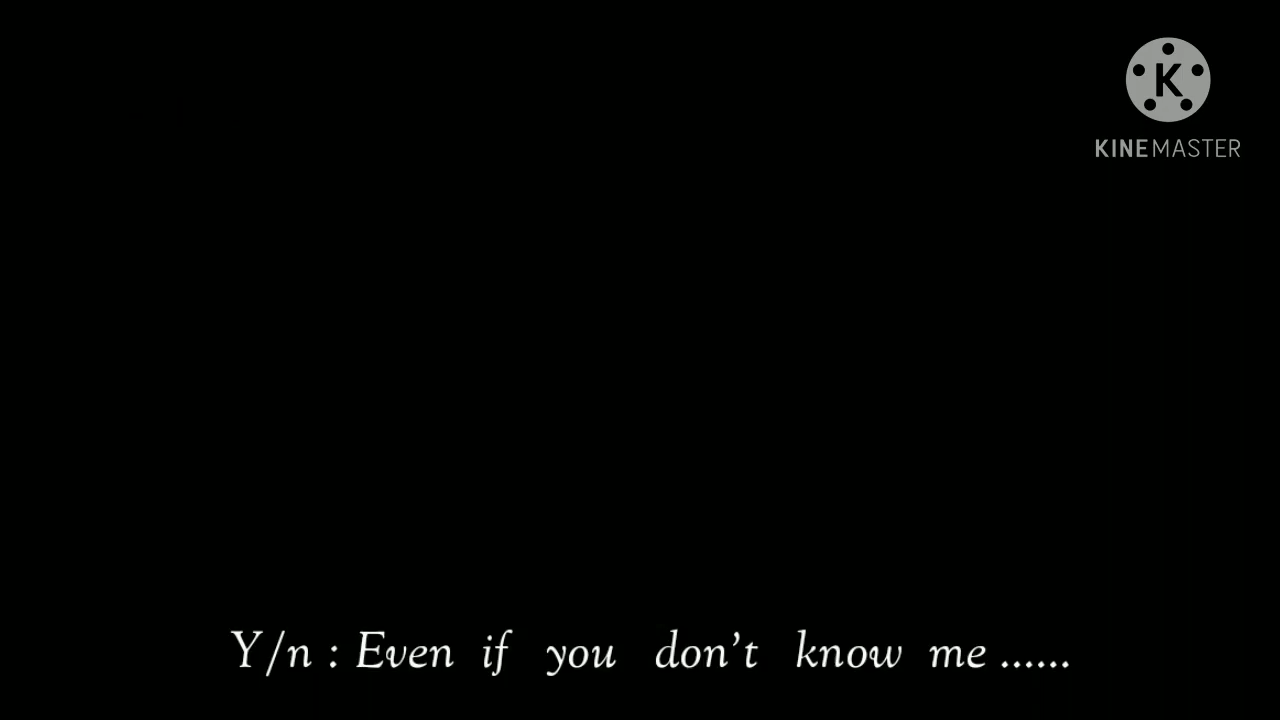 K
KINEMASTER
Y/n : Even if you don't know me ......